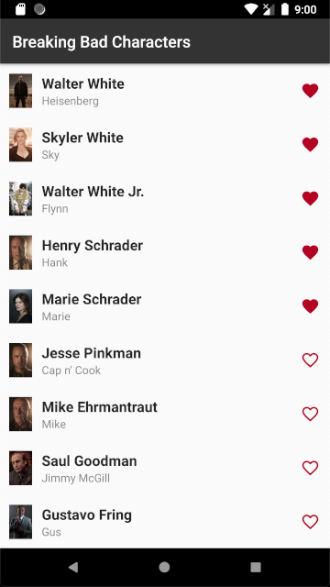 9:00
Breaking Bad Characters
Walter White
Heisenberg
Skyler White
Sky
Walter White Jr.
Flynn
Henry Schrader
Hank
Marie Schrader
Marie
Jesse Pinkman
Cap n' Cook
Mike Ehrmantraut
Mike
Saul Goodman
Jimmy McGill
Gustavo Fring
Gus